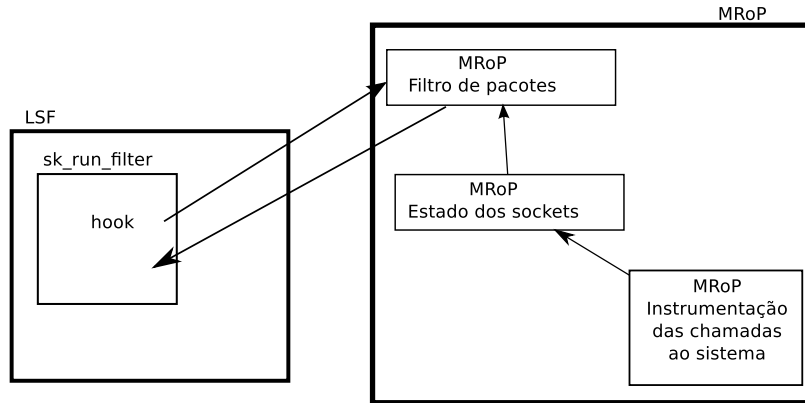 MRoP
MRoP
Filtro de pacotes
LSF
sk_run_filter
hook
MRoP
Estado dos sockets
MRoP
Instrumentação
das chamadas
ao sistema